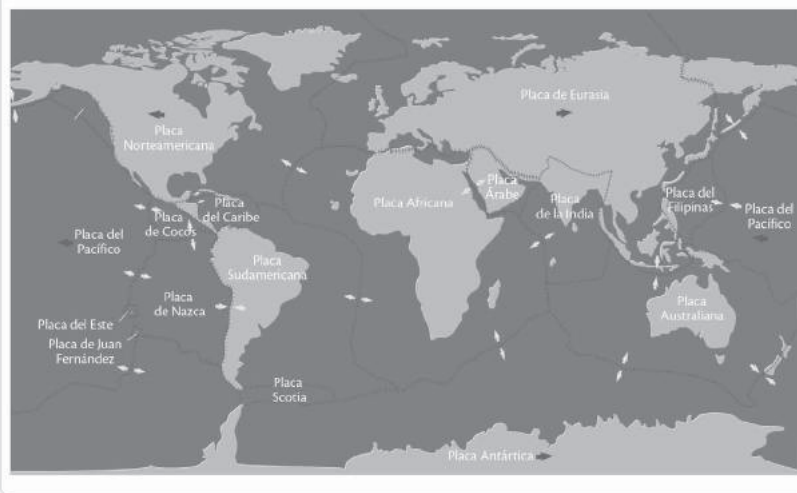 Placa de Eurasia
Placa
Norteamericana
Placa
Árabe
Placa Africana
Placa
de la India
Placa del
Filipinas
Placa
del Caribe
Placa
de Cocos
Placa del
Pacífico
Placa del
Pacífico
Placa
Sudamericana
Placa
de Nazca
Placa
Australiana
Placa del Este
Placa de Juan
Fernández
Placa
Scotia
Placa Antártica